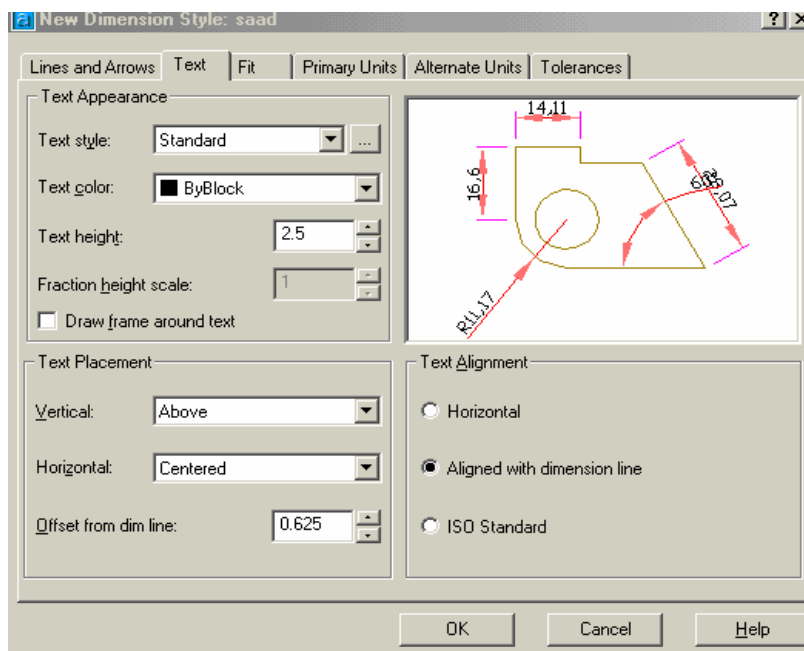 New Dimension Style: saad
Lines and Arrows Text Fit Primary Units Alternate Units Tolerances
Text Appearance
Text style: Standard ...
Text color: ByBlock
Text height: 2.5
Fraction height scale: 1
Draw frame around text
14,11
16,6
R11,17
Text Placement
Vertical: Above
Horizontal: Centered
Offset from dim line: 0.625
Text Alignment
Horizontal
Aligned with dimension line
ISO Standard
OK Cancel Help